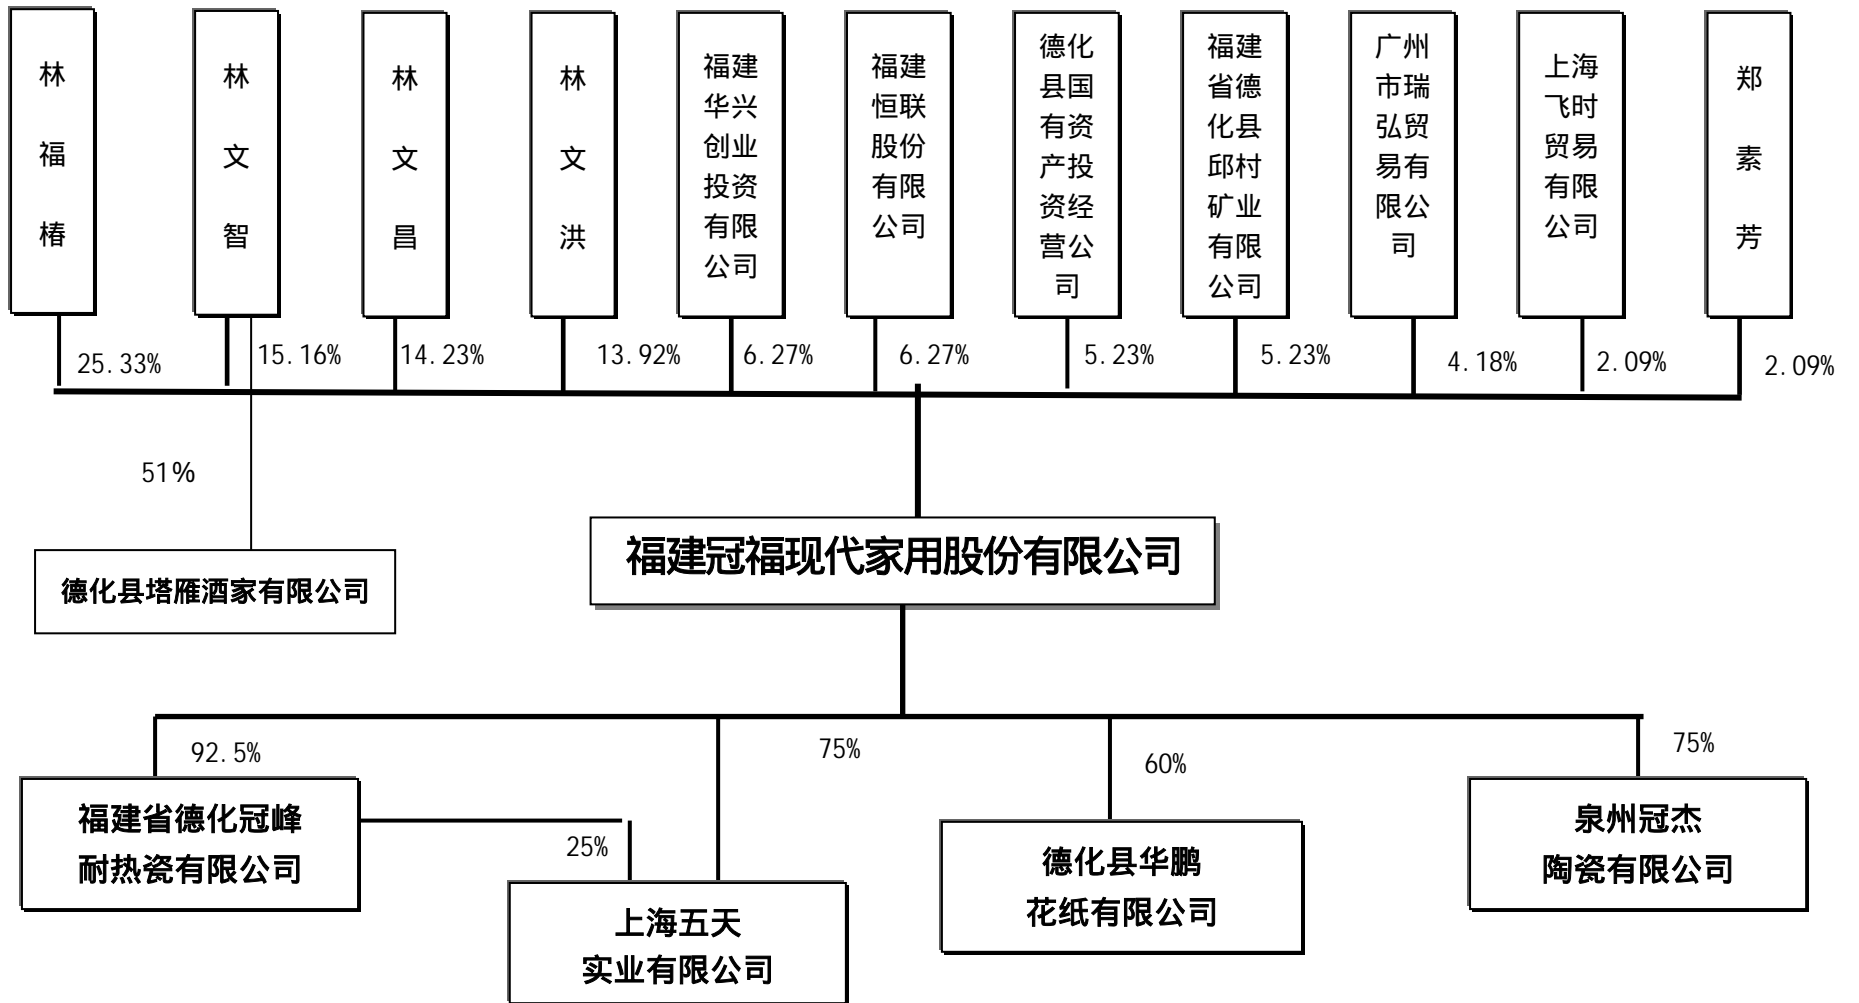 林
福
椿
林
文
智
林
文
昌
林
文
洪
福建
华兴
创业
投资
有限
公司
福建
恒联
股份
有限
公司
德化
县国
有资
产投
资经
营公
司
福建
省德
化县
邱村
矿业
有限
公司
广州
市瑞
弘贸
易有
限公
司
上海
飞时
贸易
有限
公司
郑
素
芳
25.33%
15.16%
14.23%
13.92%
6.27%
6.27%
5.23%
5.23%
4.18%
2.09%
2.09%
51%
福建冠福现代家用股份有限公司
德化县塔雁酒家有限公司
92.5%
75%
60%
75%
福建省德化冠峰
耐热瓷有限公司
25%
上海五天
实业有限公司
德化县华鹏
花纸有限公司
泉州冠杰
陶瓷有限公司